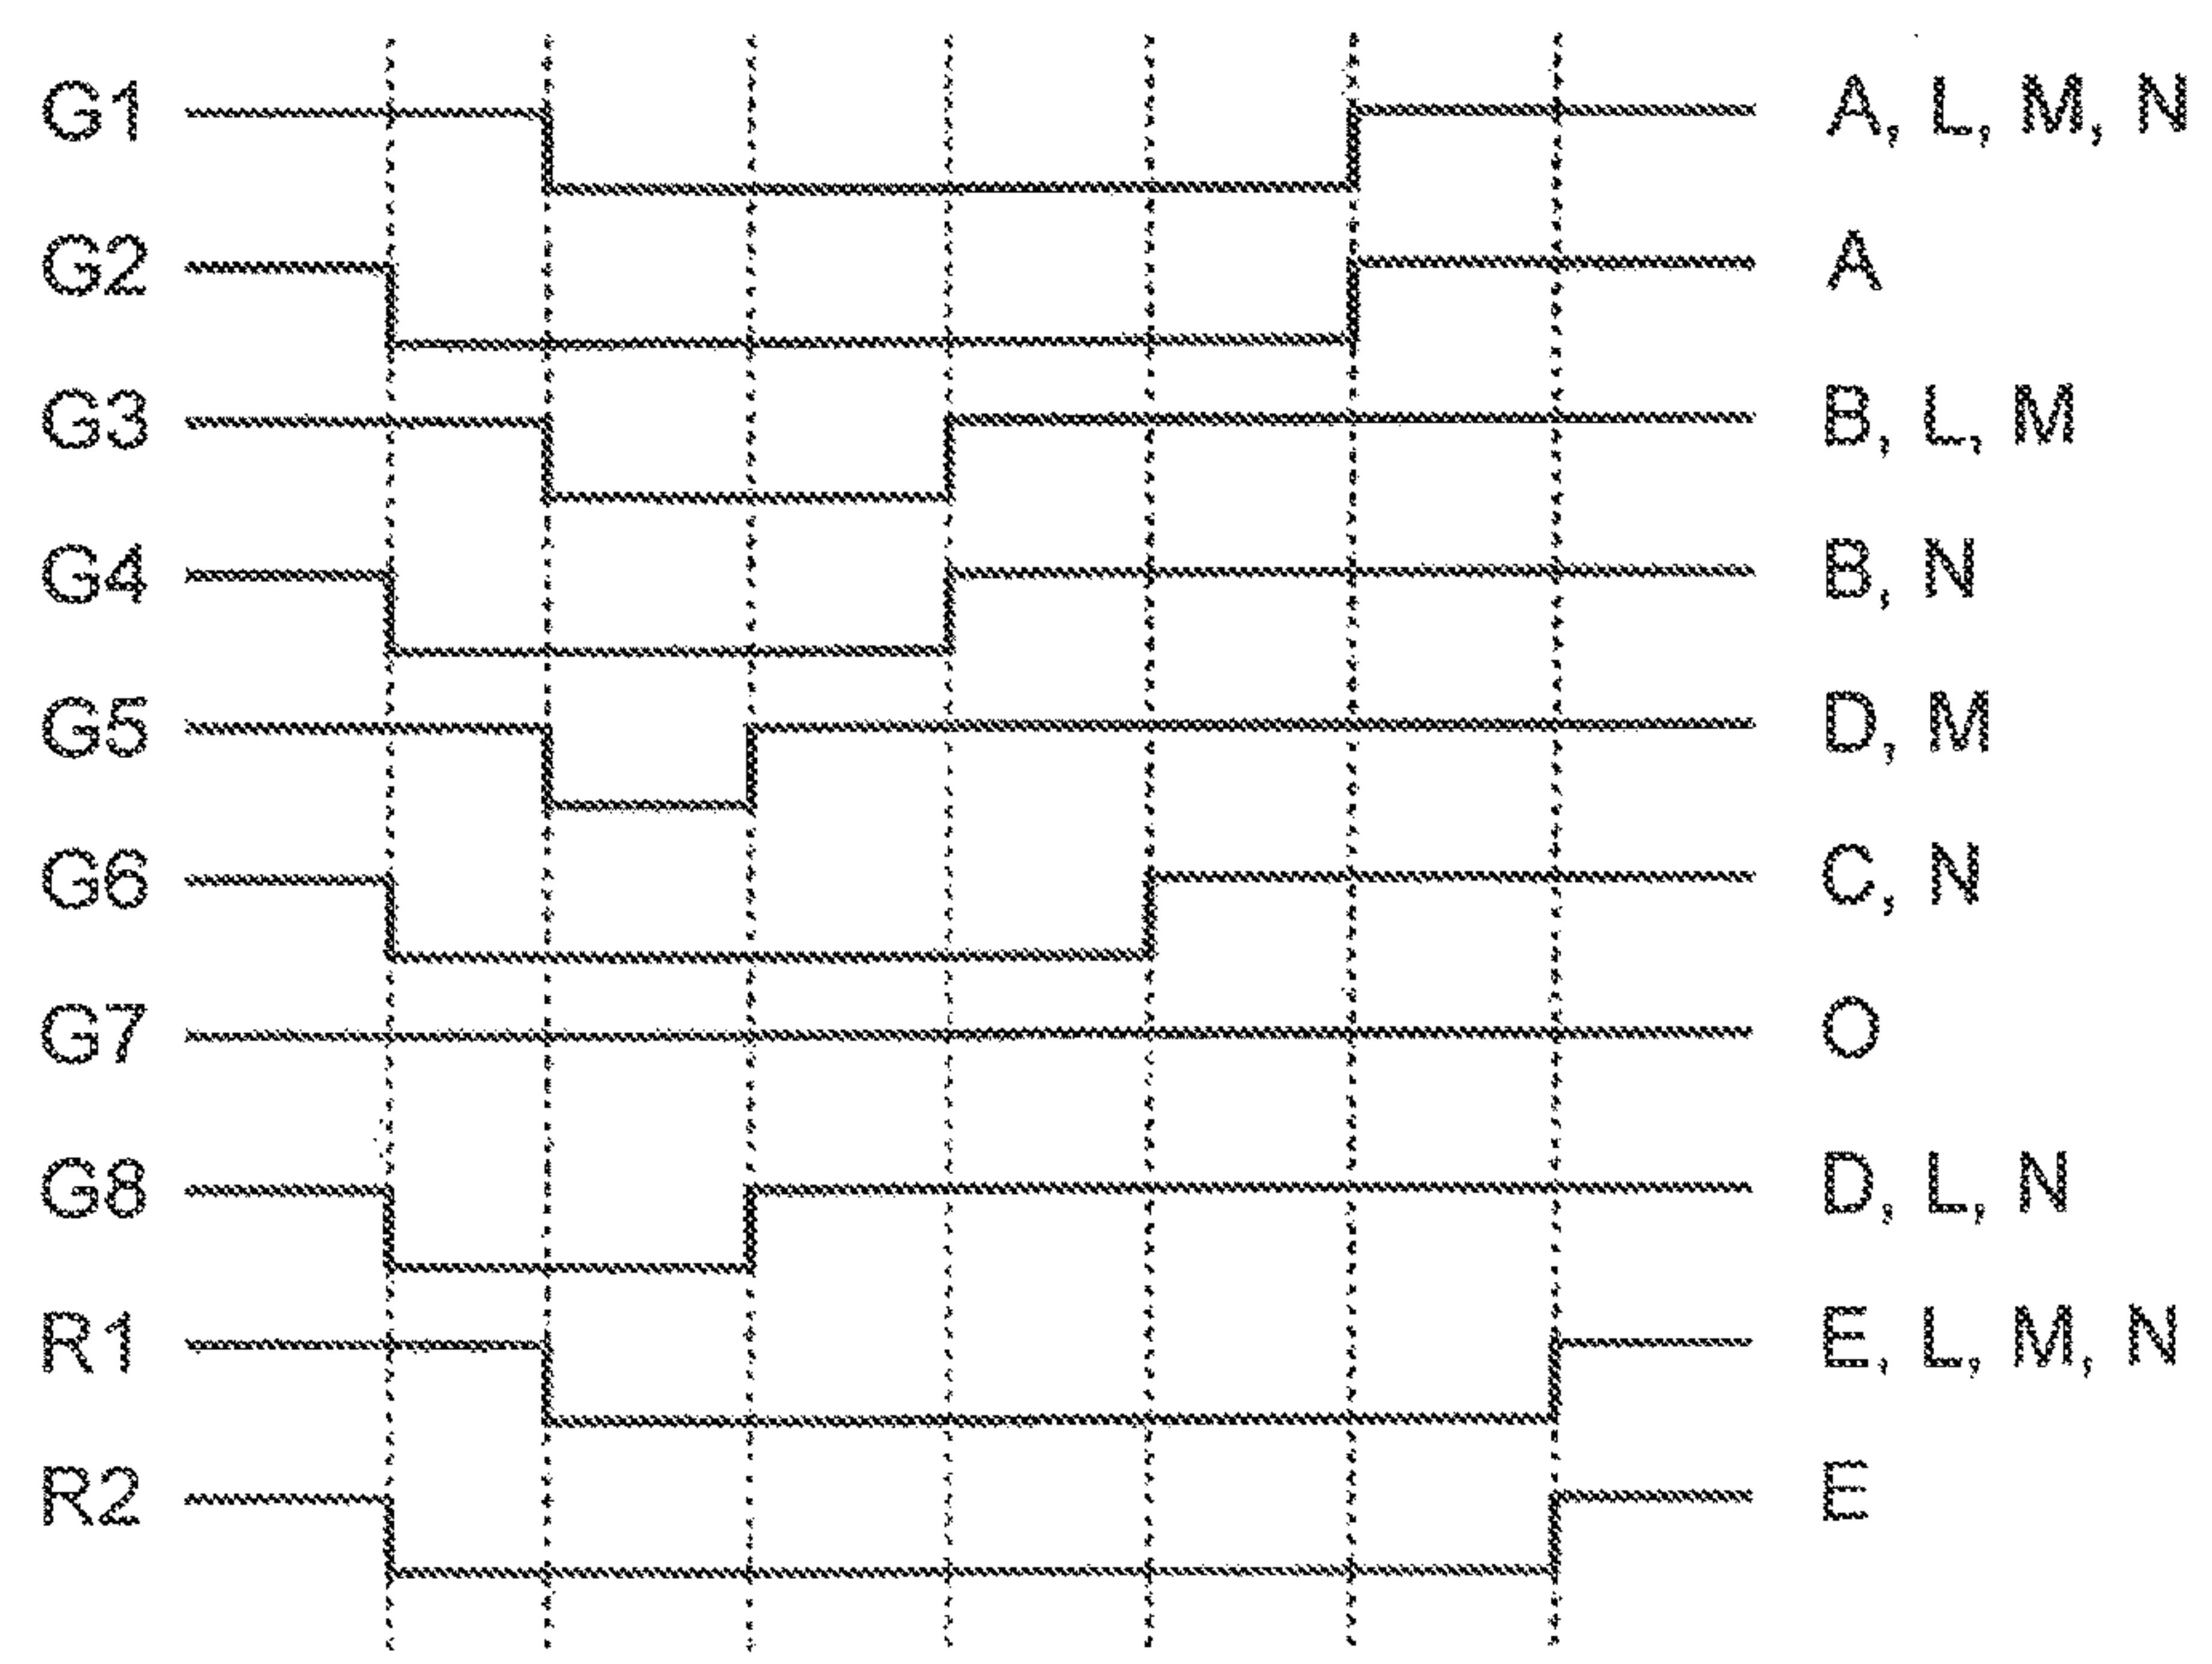 G1 A, L, M, N
G2 A
G3 B, L, M
G4 B, N
G5 D, M
G6 C, N
G7 O
G8 D, L, N
R1 E, L, M, N
R2 E